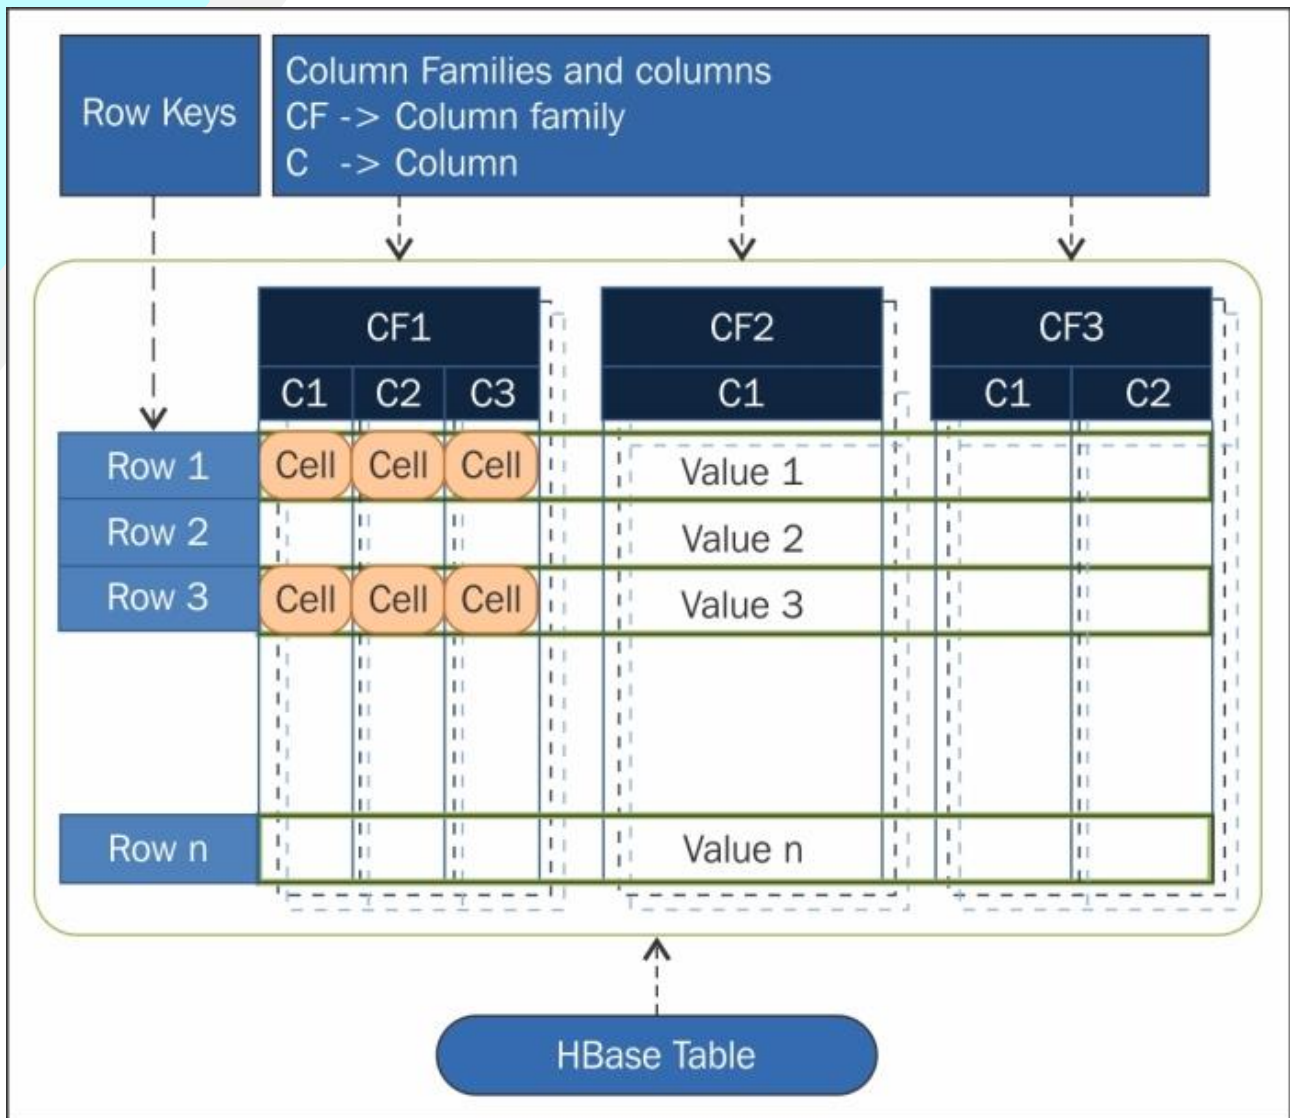 Row Keys
Column Families and columns
CF -> Column family
C -> Column
CF1
CF2
CF3
C1
C2
C3
C1
C1
C2
Row 1
Cell
Cell
Cell
Value 1
Row 2
Value 2
Row 3
Cell
Cell
Cell
Value 3
Row n
Value n
HBase Table